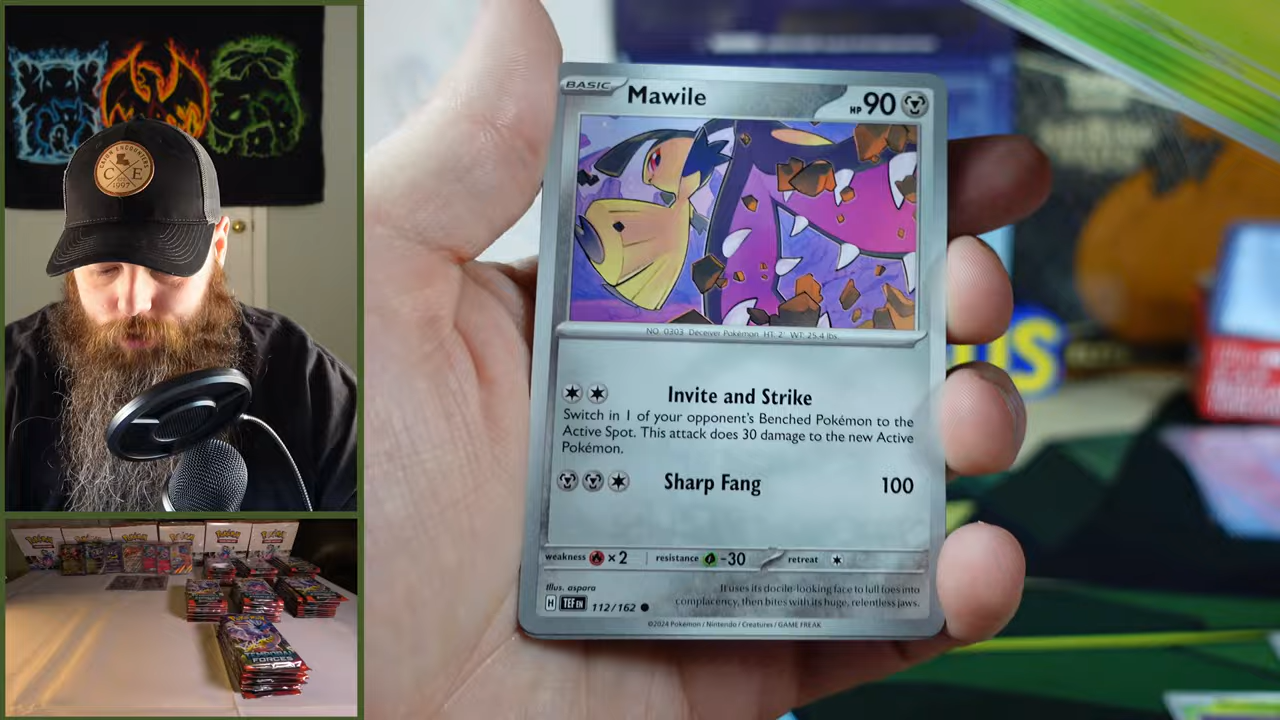 C E
1997
Pokémon
TEMPORAL
FORCES
BASIC
Mawile
HP 90
NO. 0303 Deceiver Pokémon HT: 2' WT: 25.4 lbs.
Invite and Strike
Switch in 1 of your opponent's Benched Pokémon to the
Active Spot. This attack does 30 damage to the new Active
Pokémon.
Sharp Fang 100
weakness ×2 resistance -30 retreat
Illus. aspara
It uses its docile-looking face to lull foes into
complacency, then bites with its huge, relentless jaws.
H TEF EN 112/162
©2024 Pokémon / Nintendo / Creatures / GAME FREAK